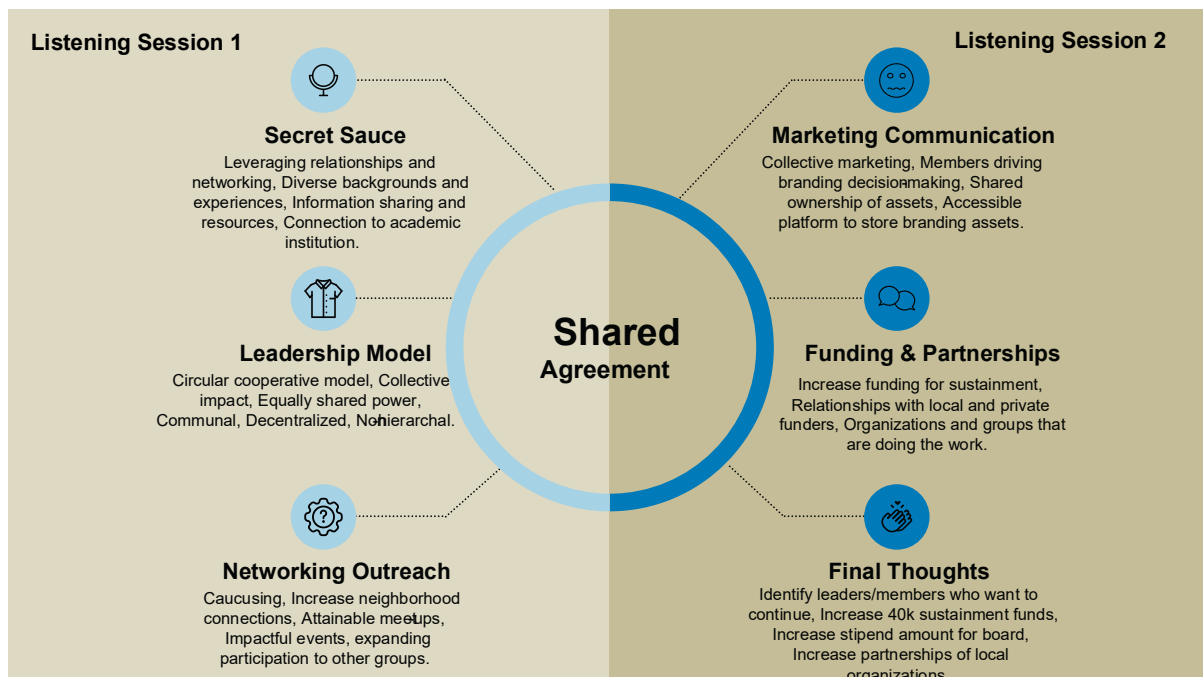 Listening Session 1
Secret Sauce
Leveraging relationships and
networking, Diverse backgrounds and
experiences, Information sharing and
resources, Connection to academic
institution.
Leadership Model
Circular cooperative model, Collective
impact, Equally shared power,
Communal, Decentralized, Non-hierarchal.
Networking Outreach
Caucusing, Increase neighborhood
connections, Attainable meet-ups,
Impactful events, expanding
participation to other groups.
Shared
Agreement
Listening Session 2
Marketing Communication
Collective marketing, Members driving
branding decision-making, Shared
ownership of assets, Accessible
platform to store branding assets.
Funding & Partnerships
Increase funding for sustainment,
Relationships with local and private
funders, Organizations and groups that
are doing the work.
Final Thoughts
Identify leaders/members who want to
continue, Increase 40k sustainment funds,
Increase stipend amount for board,
Increase partnerships of local
organizations